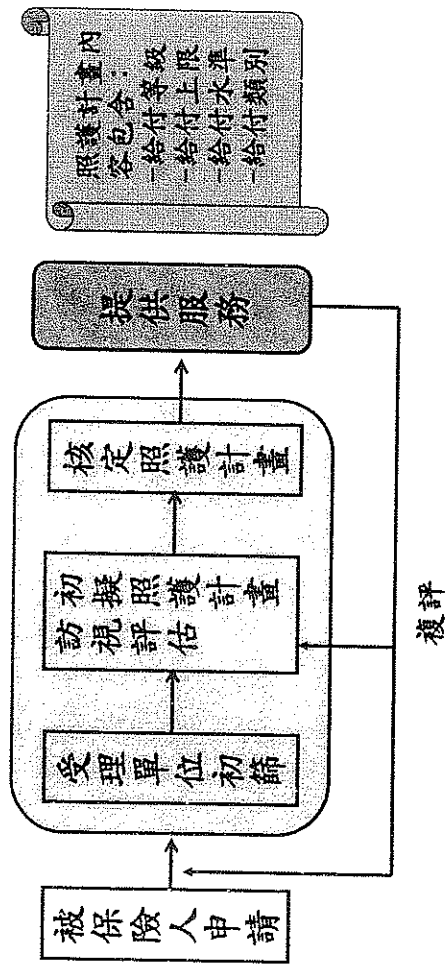 被保險人申請
受理單位初篩
訪視評估
初擬照護計畫
核定照護計畫
提供服務
複評
照護計畫內
容包含：
-給付等級
-給付上限
-給付水準
-給付類別